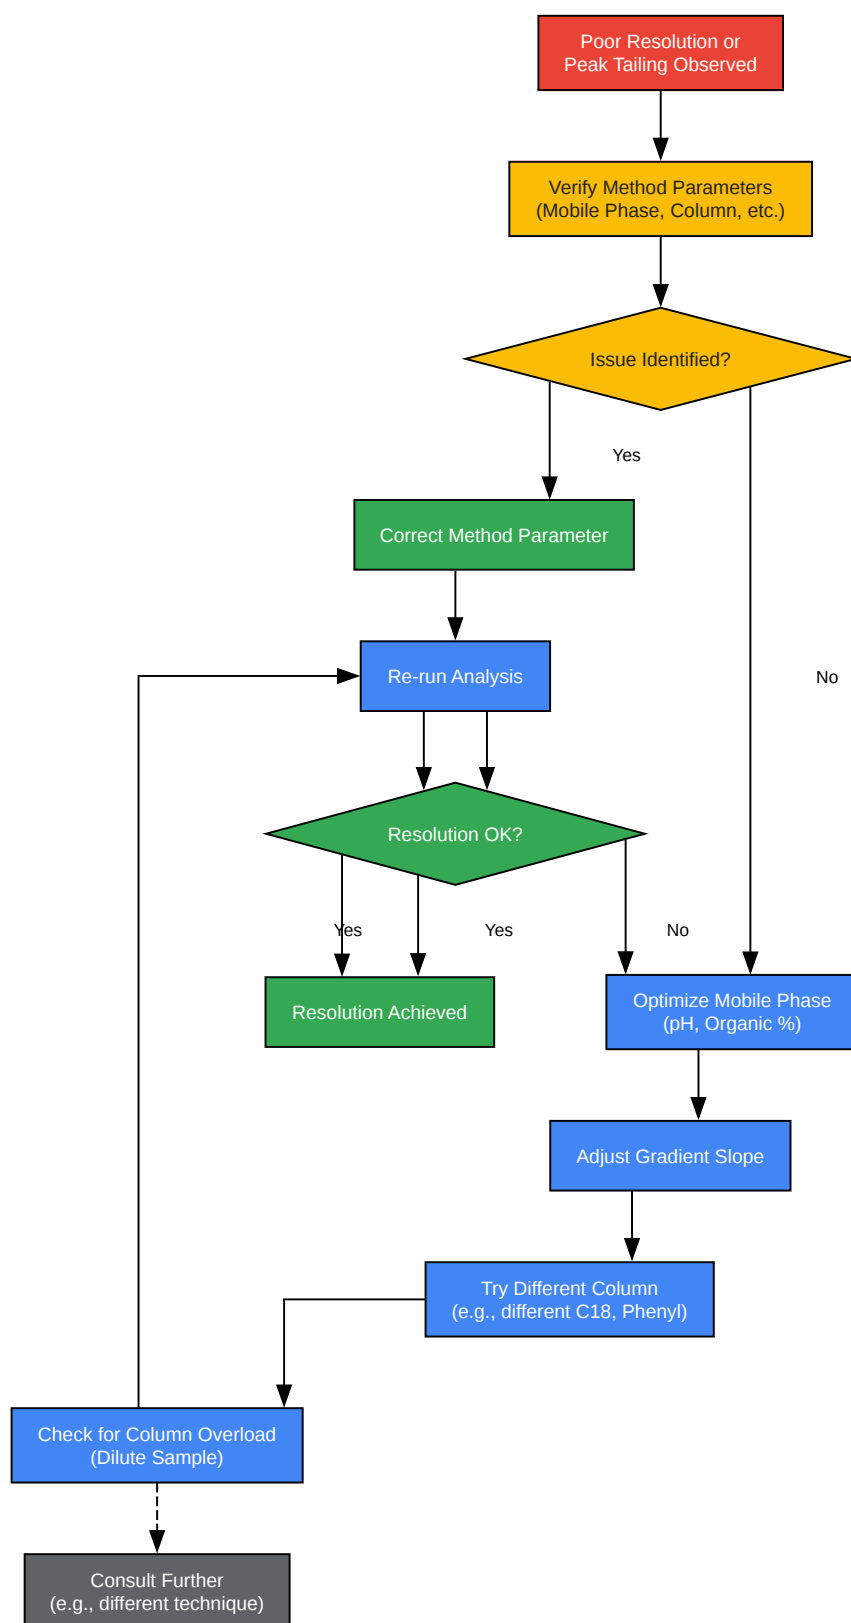 Poor Resolution or
Peak Tailing Observed
Verify Method Parameters
(Mobile Phase, Column, etc.)
Issue Identified?
Yes
Correct Method Parameter
Re-run Analysis
No
Resolution OK?
Yes
Yes
No
Resolution Achieved
Optimize Mobile Phase
(pH, Organic %)
Adjust Gradient Slope
Try Different Column
(e.g., different C18, Phenyl)
Check for Column Overload
(Dilute Sample)
Consult Further
(e.g., different technique)